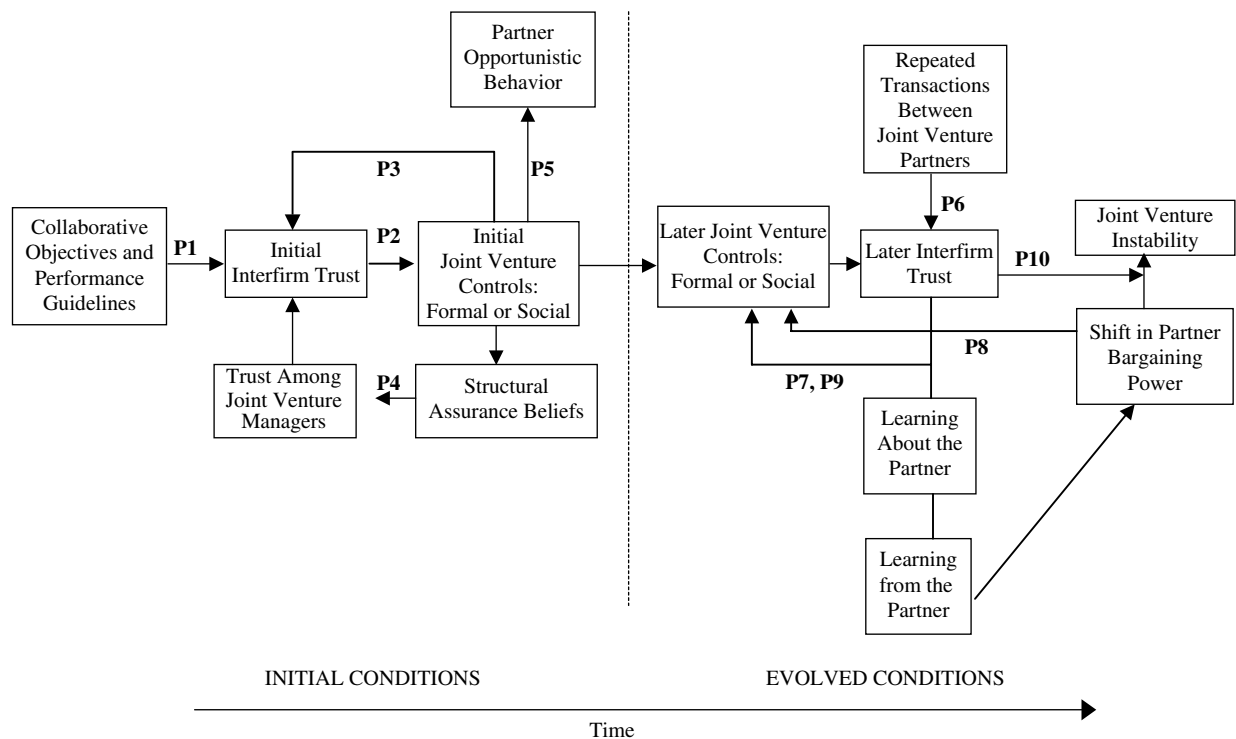 Partner
Opportunistic
Behavior
P3
P5
Collaborative
Objectives and
Performance
Guidelines
P1
Initial
Interfirm Trust
P2
Initial
Joint Venture
Controls:
Formal or Social
Trust Among
Joint Venture
Managers
P4
Structural
Assurance Beliefs
Repeated
Transactions
Between
Joint Venture
Partners
P6
Later Joint Venture
Controls:
Formal or Social
Later Interfirm
Trust
P10
Joint Venture
Instability
P8
Shift in Partner
Bargaining
Power
P7, P9
Learning
About the
Partner
Learning
from the
Partner
INITIAL CONDITIONS
EVOLVED CONDITIONS
Time